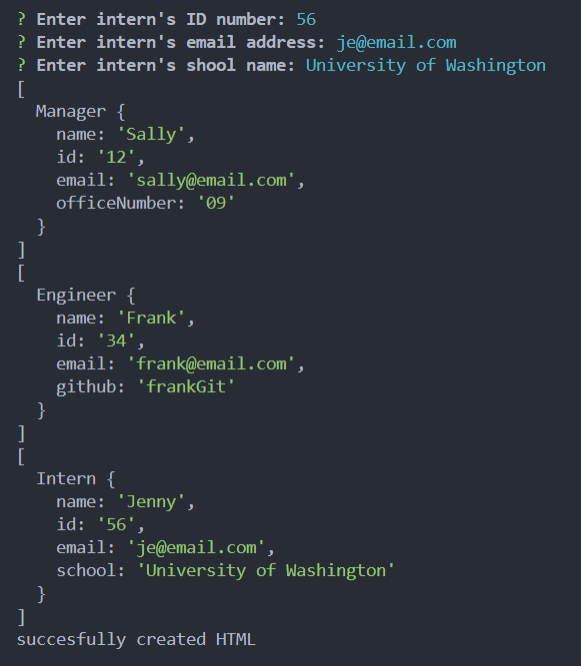 ? Enter intern's ID number: 56
? Enter intern's email address: je@email.com
? Enter intern's shool name: University of Washington
[
  Manager {
    name: 'Sally',
    id: '12',
    email: 'sally@email.com',
    officeNumber: '09'
  }
]
[
  Engineer {
    name: 'Frank',
    id: '34',
    email: 'frank@email.com',
    github: 'frankGit'
  }
]
[
  Intern {
    name: 'Jenny',
    id: '56',
    email: 'je@email.com',
    school: 'University of Washington'
  }
]
succesfully created HTML